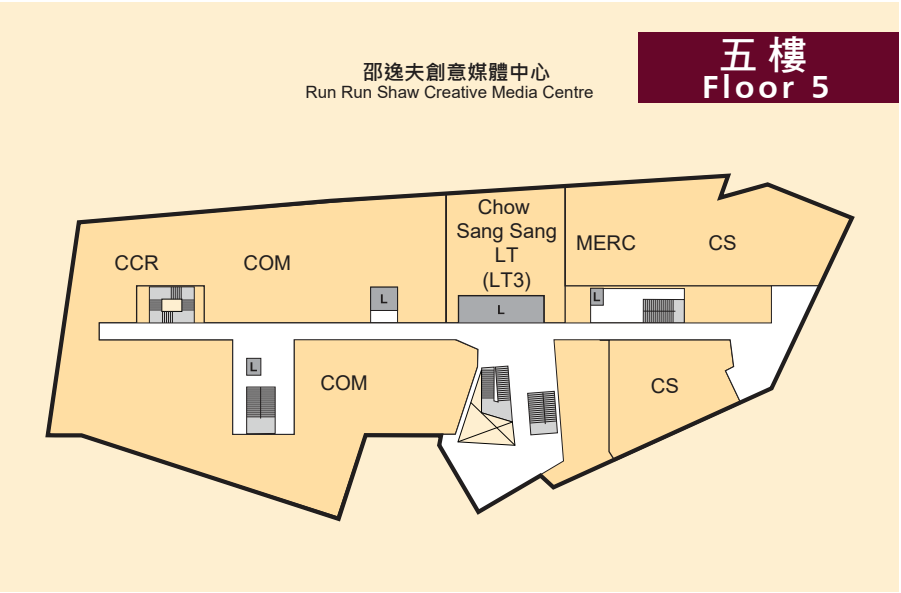 五樓
Floor 5
邵逸夫創意媒體中心
Run Run Shaw Creative Media Centre
Chow
Sang Sang
LT
(LT3)
MERC
CS
CCR
COM
L
L
L
L
COM
CS